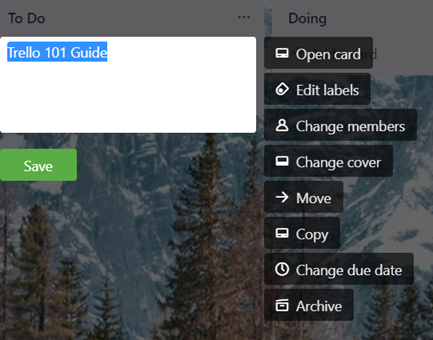 To Do
Doing
Trello 101 Guide
Save
Open card
Edit labels
Change members
Change cover
Move
Copy
Change due date
Archive